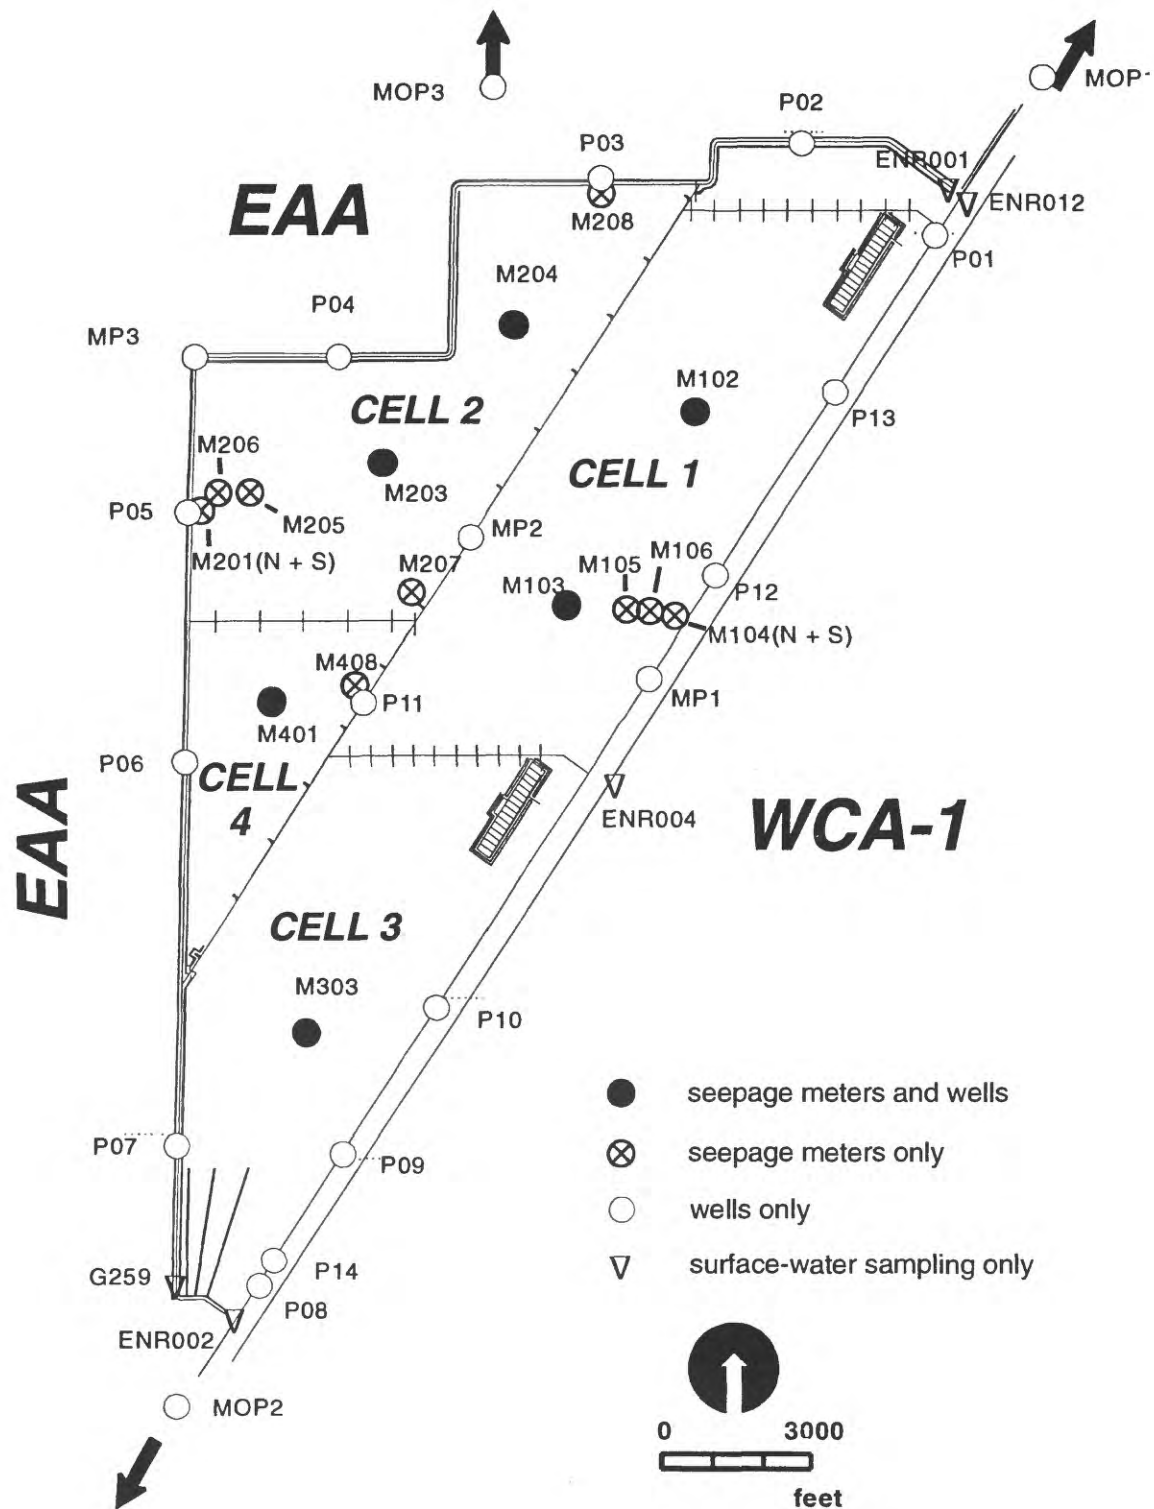 MOP3
MOP1
P02
P03
ENR001
EAA
M208
ENR012
P01
M204
P04
MP3
M102
CELL 2
P13
M206
CELL 1
M203
P05
M205
MP2
M201(N + S)
M207
M105
M106
M103
P12
M104(N + S)
M408
MP1
P11
M401
P06
CELL
4
ENR004
WCA-1
EAA
CELL 3
M303
P10
seepage meters and wells
P07
seepage meters only
P09
wells only
surface-water sampling only
G259
P14
P08
ENR002
MOP2
0 3000
feet